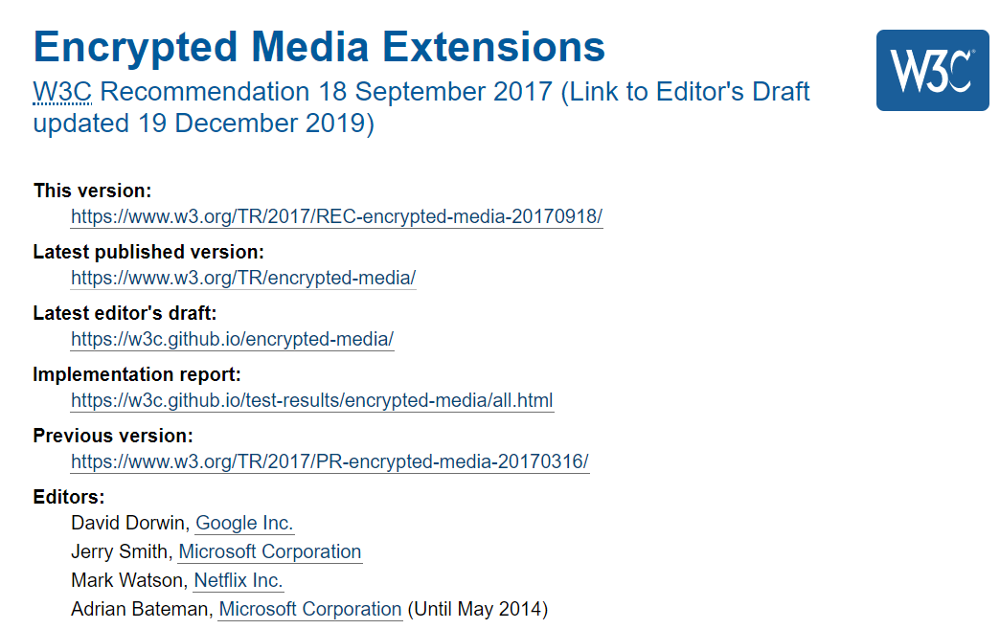 Encrypted Media Extensions
W3C
W3C Recommendation 18 September 2017 (Link to Editor's Draft
updated 19 December 2019)
This version:
https://www.w3.org/TR/2017/REC-encrypted-media-20170918/
Latest published version:
https://www.w3.org/TR/encrypted-media/
Latest editor's draft:
https://w3c.github.io/encrypted-media/
Implementation report:
https://w3c.github.io/test-results/encrypted-media/all.html
Previous version:
https://www.w3.org/TR/2017/PR-encrypted-media-20170316/
Editors:
David Dorwin, Google Inc.
Jerry Smith, Microsoft Corporation
Mark Watson, Netflix Inc.
Adrian Bateman, Microsoft Corporation (Until May 2014)